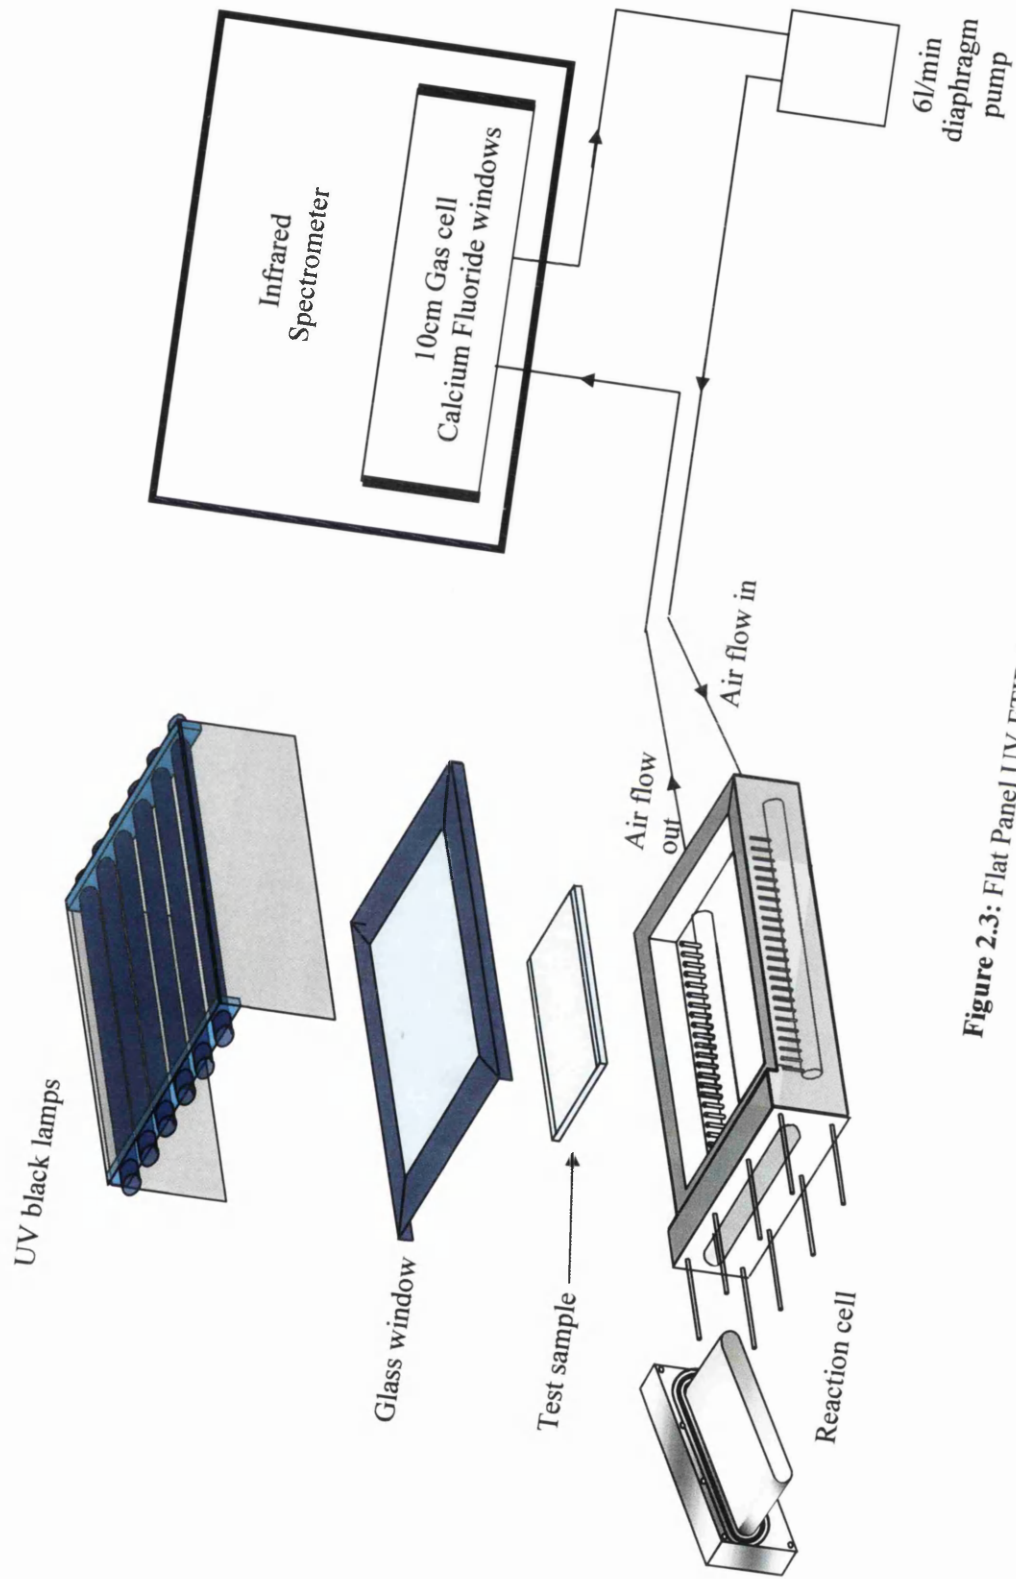 UV black lamps
Glass window
Test sample
Reaction cell
Air flow
out
Air flow in
Infrared
Spectrometer
10cm Gas cell
Calcium Fluoride windows
6l/min
diaphragm
pump
Figure 2.3: Flat Panel UV